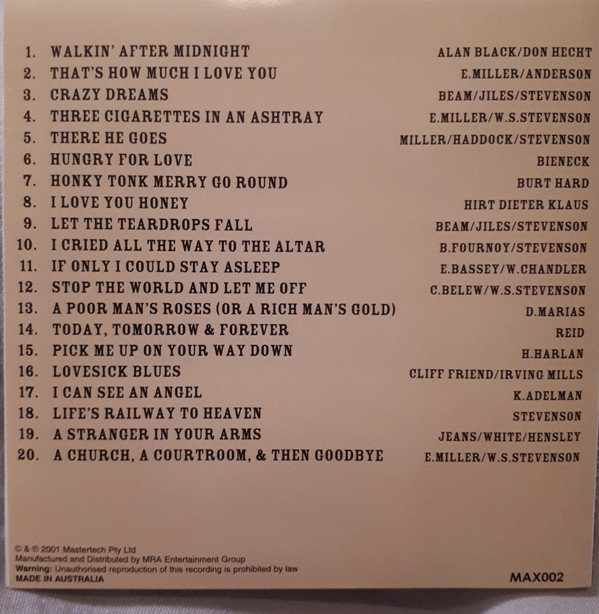 1. WALKIN' AFTER MIDNIGHT ALAN BLACK/DON HECHT
2. THAT'S HOW MUCH I LOVE YOU E.MILLER/ANDERSON
3. CRAZY DREAMS BEAM/JILES/STEVENSON
4. THREE CIGARETTES IN AN ASHTRAY E.MILLER/W.S.STEVENSON
5. THERE HE GOES MILLER/HADDOCK/STEVENSON
6. HUNGRY FOR LOVE BIENECK
7. HONKY TONK MERRY GO ROUND BURT HARD
8. I LOVE YOU HONEY HIRT DIETER KLAUS
9. LET THE TEARDROPS FALL BEAM/JILES/STEVENSON
10. I CRIED ALL THE WAY TO THE ALTAR B.FOURNOY/STEVENSON
11. IF ONLY I COULD STAY ASLEEP E.BASSEY/W.CHANDLER
12. STOP THE WORLD AND LET ME OFF C.BELEW/W.S.STEVENSON
13. A POOR MAN'S ROSES (OR A RICH MAN'S GOLD) D.MARIAS
14. TODAY, TOMORROW & FOREVER REID
15. PICK ME UP ON YOUR WAY DOWN H.HARLAN
16. LOVESICK BLUES CLIFF FRIEND/IRVING MILLS
17. I CAN SEE AN ANGEL K.ADELMAN
18. LIFE'S RAILWAY TO HEAVEN STEVENSON
19. A STRANGER IN YOUR ARMS JEANS/WHITE/HENSLEY
20. A CHURCH, A COURTROOM, & THEN GOODBYE E.MILLER/W.S.STEVENSON
© & ℗ 2001 Mastertech Pty Ltd
Manufactured and Distributed by MRA Entertainment Group
Warning: Unauthorised reproduction of this recording is prohibited by law
MADE IN AUSTRALIA MAX002